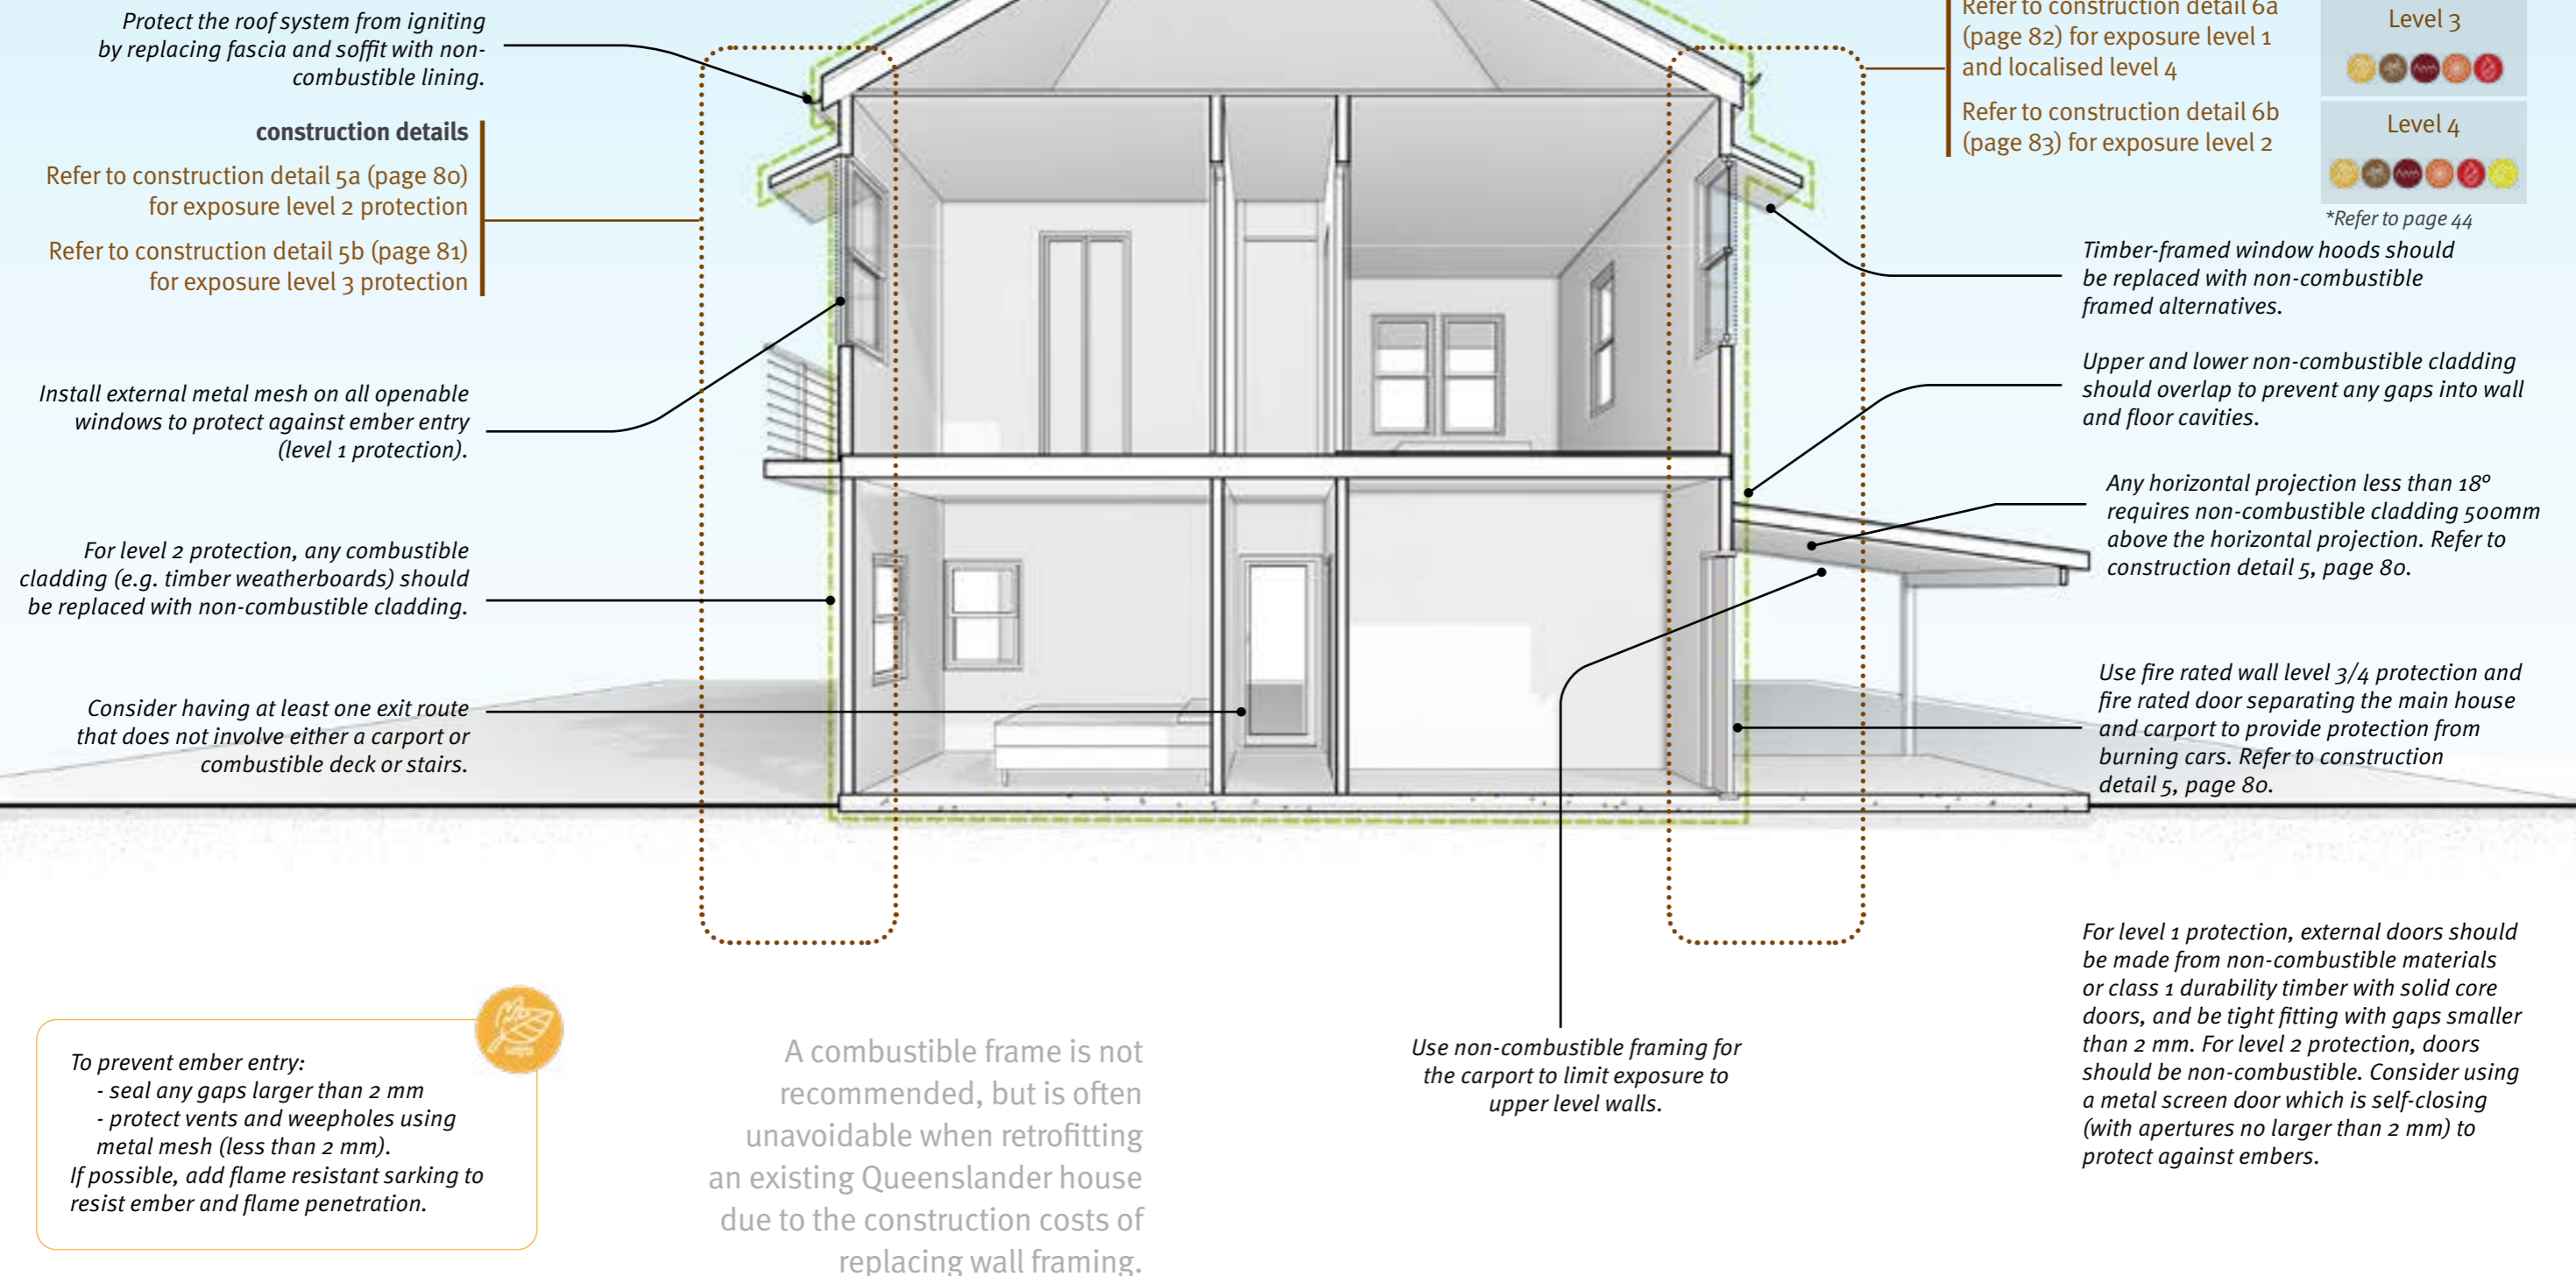 Protect the roof system from igniting
by replacing fascia and soffit with non-
combustible lining.
construction details
Refer to construction detail 5a (page 80)
for exposure level 2 protection
Refer to construction detail 5b (page 81)
for exposure level 3 protection
Install external metal mesh on all openable
windows to protect against ember entry
(level 1 protection).
For level 2 protection, any combustible
cladding (e.g. timber weatherboards) should
be replaced with non-combustible cladding.
Consider having at least one exit route
that does not involve either a carport or
combustible deck or stairs.
Refer to construction detail 6a
(page 82) for exposure level 1
and localised level 4
Refer to construction detail 6b
(page 83) for exposure level 2
Level 3
Level 4
*Refer to page 44
Timber-framed window hoods should
be replaced with non-combustible
framed alternatives.
Upper and lower non-combustible cladding
should overlap to prevent any gaps into wall
and floor cavities.
Any horizontal projection less than 18°
requires non-combustible cladding 500mm
above the horizontal projection. Refer to
construction detail 5, page 80.
Use fire rated wall level 3/4 protection and
fire rated door separating the main house
and carport to provide protection from
burning cars. Refer to construction
detail 5, page 80.
To prevent ember entry:
- seal any gaps larger than 2 mm
- protect vents and weepholes using
metal mesh (less than 2 mm).
If possible, add flame resistant sarking to
resist ember and flame penetration.
A combustible frame is not
recommended, but is often
unavoidable when retrofitting
an existing Queenslander house
due to the construction costs of
replacing wall framing.
Use non-combustible framing for
the carport to limit exposure to
upper level walls.
For level 1 protection, external doors should
be made from non-combustible materials
or class 1 durability timber with solid core
doors, and be tight fitting with gaps smaller
than 2 mm. For level 2 protection, doors
should be non-combustible. Consider using
a metal screen door which is self-closing
(with apertures no larger than 2 mm) to
protect against embers.